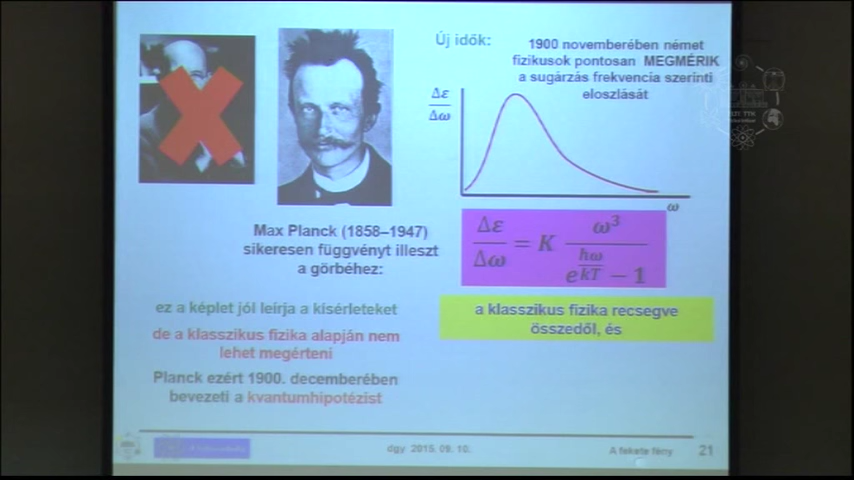 Új idők:
1900 novemberében német
fizikusok pontosan MEGMÉRIK
a sugárzás frekvencia szerinti
eloszlását
Δε
Δω
ω
Max Planck (1858–1947)
sikeresen függvényt illeszt
a görbéhez:
Δε/Δω = K ω³/(e^(ħω/kT) − 1)
ez a képlet jól leírja a kísérleteket
de a klasszikus fizika alapján nem
lehet megérteni
Planck ezért 1900. decemberében
bevezeti a kvantumhipotézist
a klasszikus fizika recsegve
összedől, és
dgy 2015. 09. 10.
A fekete fény
21